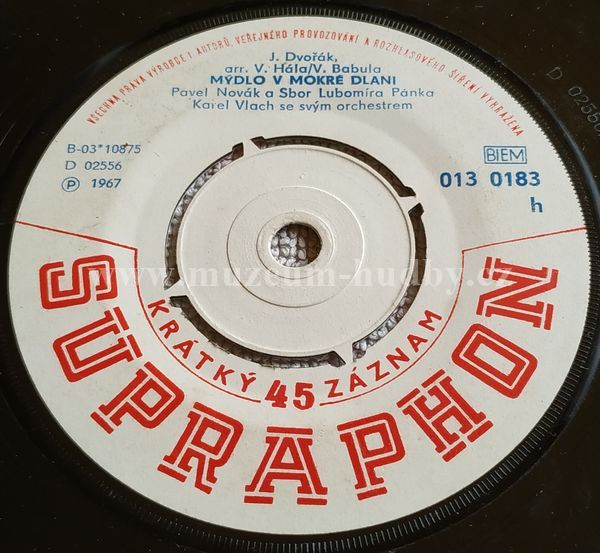 VŠECHNA PRÁVA VÝROBCE I AUTORŮ, VEŘEJNÉHO PROVOZOVÁNÍ A ROZHLASOVÉHO ŠÍŘENÍ VYHRAZENA
J. Dvořák,
arr. V. Hála/V. Babula
MÝDLO V MOKRÉ DLANI
Pavel Novák a Sbor Lubomíra Pánka
Karel Vlach se svým orchestrem
B-03*10875
D 02556
Ⓟ 1967
BIEM
013 0183
h
D 02556
www.muzeum-hudby.cz
KRÁTKÝ 45 ZÁZNAM
SUPRAPHON